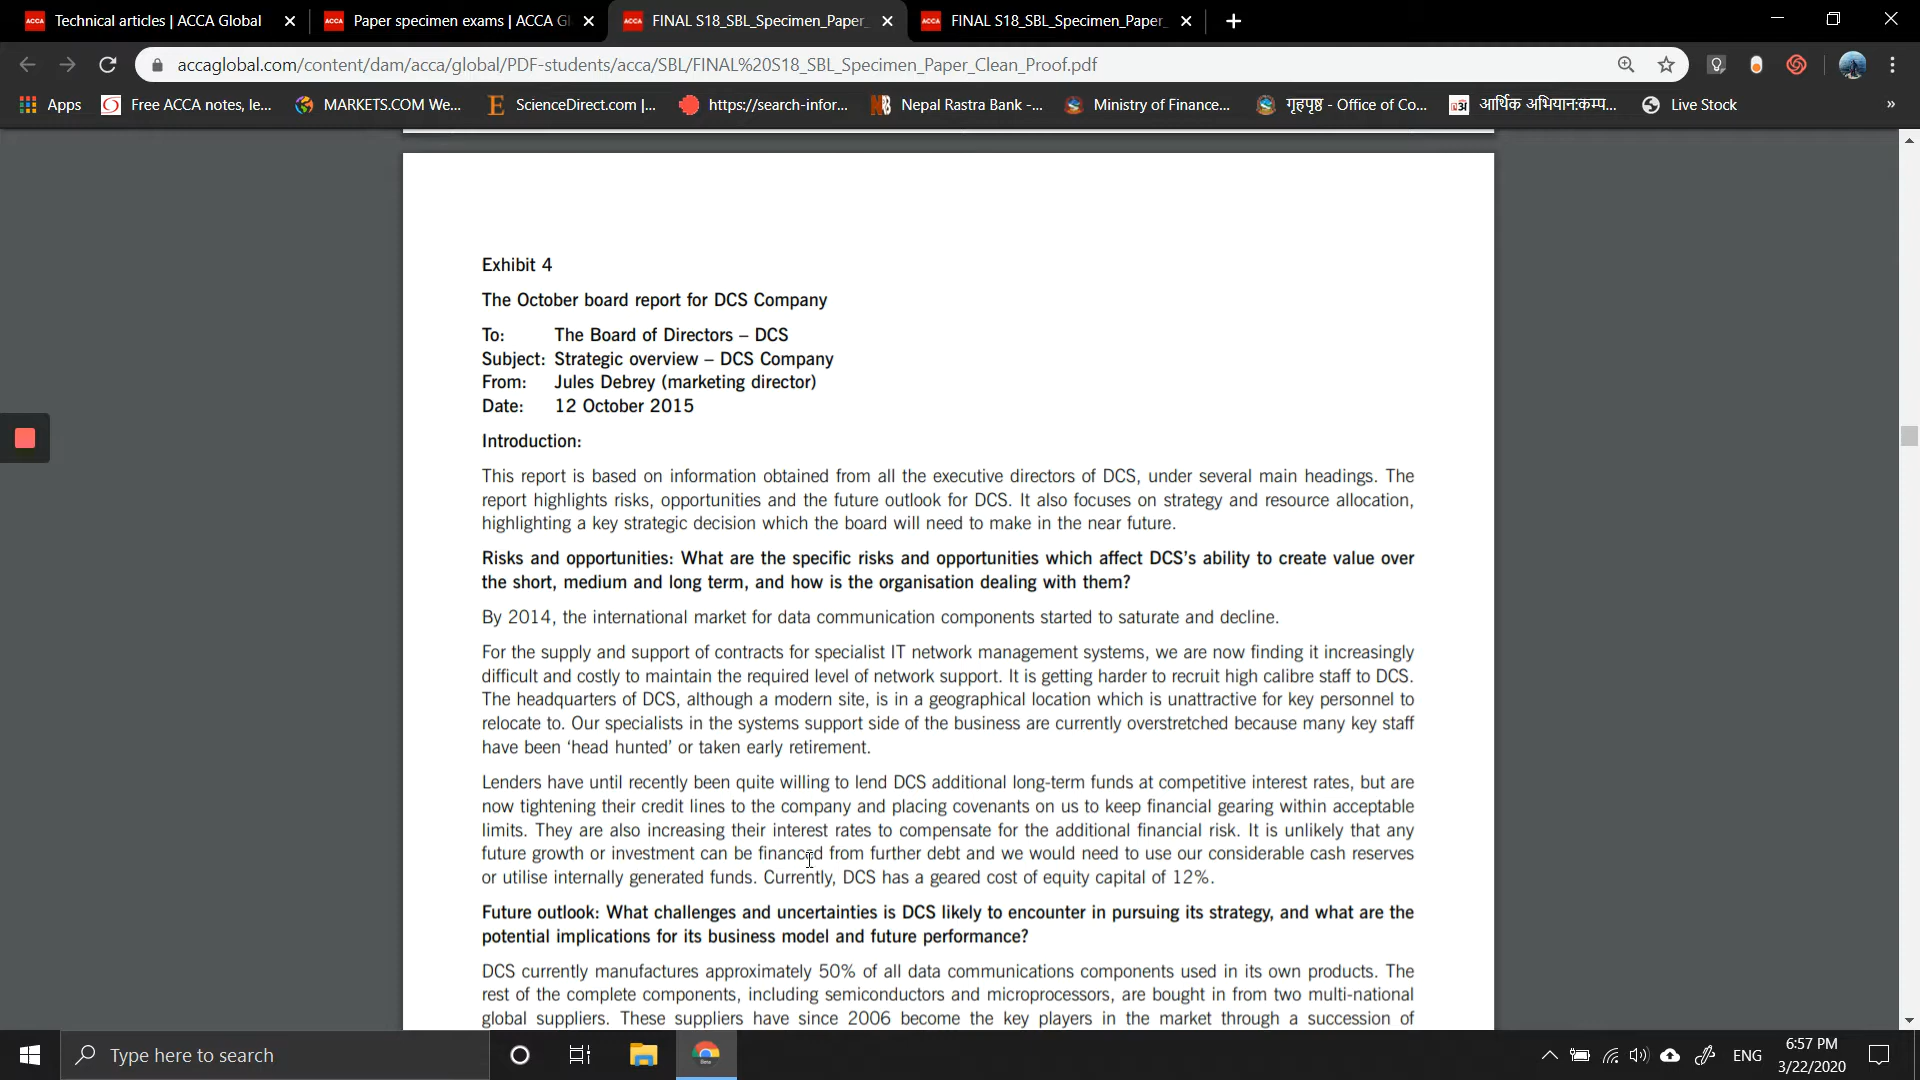 Technical articles | ACCA Global
Paper specimen exams | ACCA Gl
FINAL S18_SBL_Specimen_Paper_
FINAL S18_SBL_Specimen_Paper_
accaglobal.com/content/dam/acca/global/PDF-students/acca/SBL/FINAL%20S18_SBL_Specimen_Paper_Clean_Proof.pdf
Apps
Free ACCA notes, le...
MARKETS.COM We...
ScienceDirect.com |...
https://search-infor...
Nepal Rastra Bank -...
Ministry of Finance...
गृहपृष्ठ - Office of Co...
आर्थिक अभियान:कम्प...
Live Stock
»
Exhibit 4
The October board report for DCS Company
To: The Board of Directors – DCS
Subject: Strategic overview – DCS Company
From: Jules Debrey (marketing director)
Date: 12 October 2015
Introduction:
This report is based on information obtained from all the executive directors of DCS, under several main headings. The
report highlights risks, opportunities and the future outlook for DCS. It also focuses on strategy and resource allocation,
highlighting a key strategic decision which the board will need to make in the near future.
Risks and opportunities: What are the specific risks and opportunities which affect DCS's ability to create value over
the short, medium and long term, and how is the organisation dealing with them?
By 2014, the international market for data communication components started to saturate and decline.
For the supply and support of contracts for specialist IT network management systems, we are now finding it increasingly
difficult and costly to maintain the required level of network support. It is getting harder to recruit high calibre staff to DCS.
The headquarters of DCS, although a modern site, is in a geographical location which is unattractive for key personnel to
relocate to. Our specialists in the systems support side of the business are currently overstretched because many key staff
have been ‘head hunted’ or taken early retirement.
Lenders have until recently been quite willing to lend DCS additional long-term funds at competitive interest rates, but are
now tightening their credit lines to the company and placing covenants on us to keep financial gearing within acceptable
limits. They are also increasing their interest rates to compensate for the additional financial risk. It is unlikely that any
future growth or investment can be financed from further debt and we would need to use our considerable cash reserves
or utilise internally generated funds. Currently, DCS has a geared cost of equity capital of 12%.
Future outlook: What challenges and uncertainties is DCS likely to encounter in pursuing its strategy, and what are the
potential implications for its business model and future performance?
DCS currently manufactures approximately 50% of all data communications components used in its own products. The
rest of the complete components, including semiconductors and microprocessors, are bought in from two multi-national
global suppliers. These suppliers have since 2006 become the key players in the market through a succession of
Type here to search
ENG
6:57 PM
3/22/2020